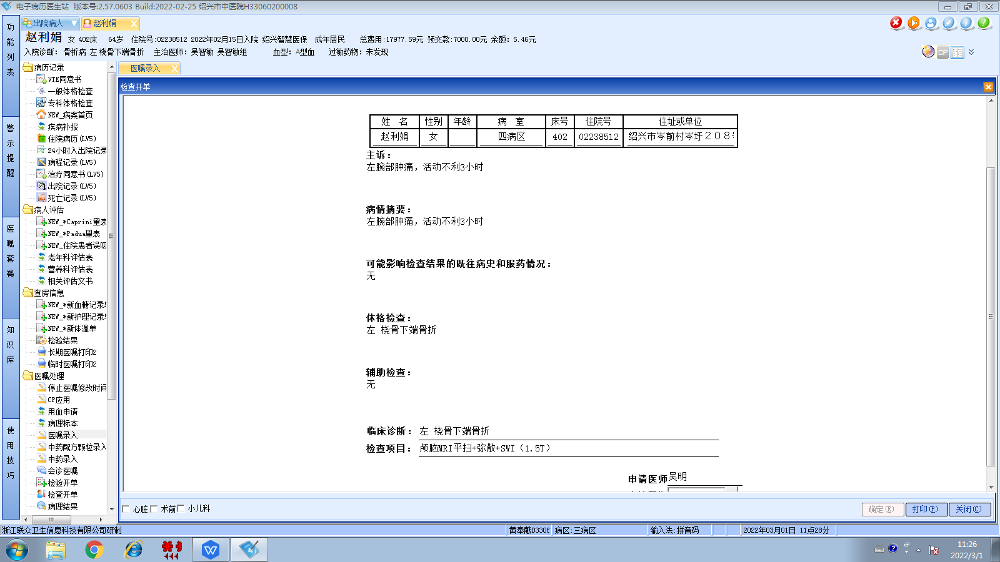 电子病历医生站 版本号:2.57.0603 Build:2022-02-25 绍兴市中医院H33060200008
出院病人
赵利娟
赵利娟 女 402床 64岁 住院号:02238512 2022年02月15日入院 绍兴智慧医保 成年居民 总费用:17977.59元 预交款:7000.00元 余额: 5.46元
入院诊断: 骨折病 .左 桡骨下端骨折 主治医师: 吴智敏 吴智敏组 血型: A型血 过敏药物: 未发现
CP
功能列表
警示提醒
医嘱套餐
知识库
使用技巧
病历记录
VTE同意书
一般体格检查
专科体格检查
NEW_病案首页
疾病补报
住院病历(LV5)
24小时入出院记录
病程记录(LV5)
治疗同意书(LV5)
出院记录(LV5)
死亡记录(LV5)
病人评估
NEW_*Caprini量表
NEW_*Padua量表
NEW_住院患者误吸
老年科评估表
营养科评估表
相关评估文书
查房信息
NEW_*新血糖记录单
NEW_*新护理记录单
NEW_*新体温单
检验结果
长期医嘱打印2
临时医嘱打印2
医嘱处理
停止医嘱修改时间
CP应用
用血申请
病理标本
医嘱录入
中药配方颗粒录入
中药录入
会诊医嘱
检验开单
检查开单
病理结果
医嘱录入
检查开单
姓 名 性别 年龄 病 室 床号 住院号 住址或单位
赵利娟 女 四病区 402 02238512 绍兴市岑前村岑圩２０８号
主诉:
左腕部肿痛，活动不利3小时
病情摘要:
左腕部肿痛，活动不利3小时
可能影响检查结果的既往病史和服药情况:
无
体格检查:
左 桡骨下端骨折
辅助检查:
无
临床诊断: 左 桡骨下端骨折
检查项目: 颅脑MRI平扫+弥散+SWI（1.5T）
申请医师 吴明
心脏 术前 小儿科
确定(E) 打印(P) 关闭(C)
浙江联众卫生信息科技有限公司研制 黄奉献D3306 病区:三病区 输入法:拼音码 2022年03月01日 11点28分
11:26
2022/3/1